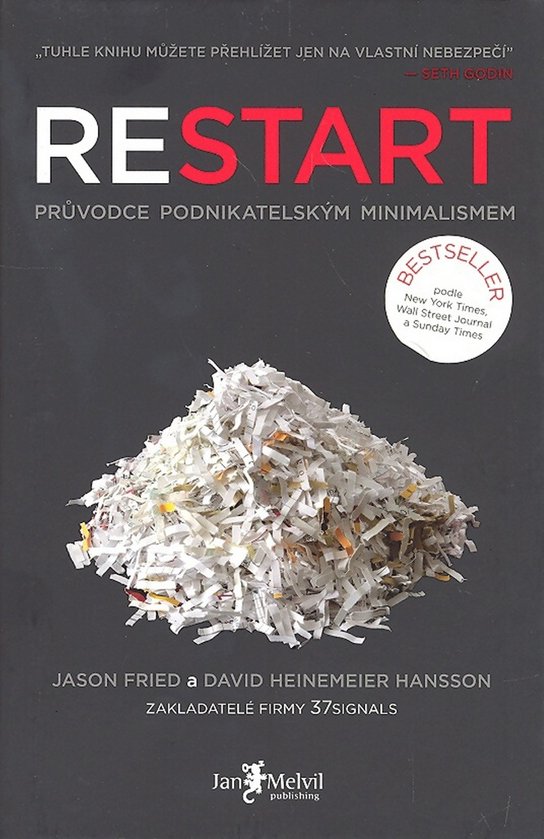 „TUHLE KNIHU MŮŽETE PŘEHLÍŽET JEN NA VLASTNÍ NEBEZPEČÍ”
— SETH GODIN
RESTART
PRŮVODCE PODNIKATELSKÝM MINIMALISMEM
BESTSELLER
podle
New York Times,
Wall Street Journal
a Sunday Times
JASON FRIED a DAVID HEINEMEIER HANSSON
ZAKLADATELÉ FIRMY 37SIGNALS
Jan Melvil
publishing